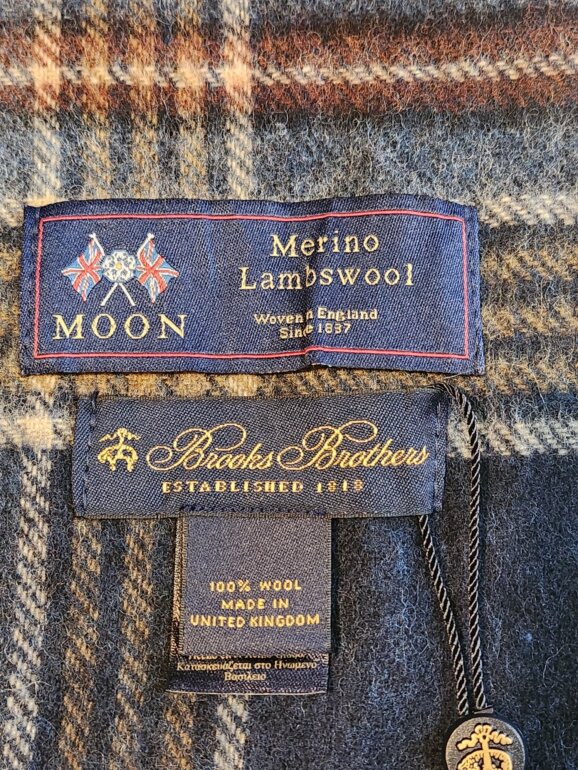 MOON
Merino
Lambswool
Woven in England
Since 1837
Brooks Brothers
ESTABLISHED 1818
100% WOOL
MADE IN
UNITED KINGDOM
Κατασκευάζεται στο Ηνωμένο
Βασίλειο